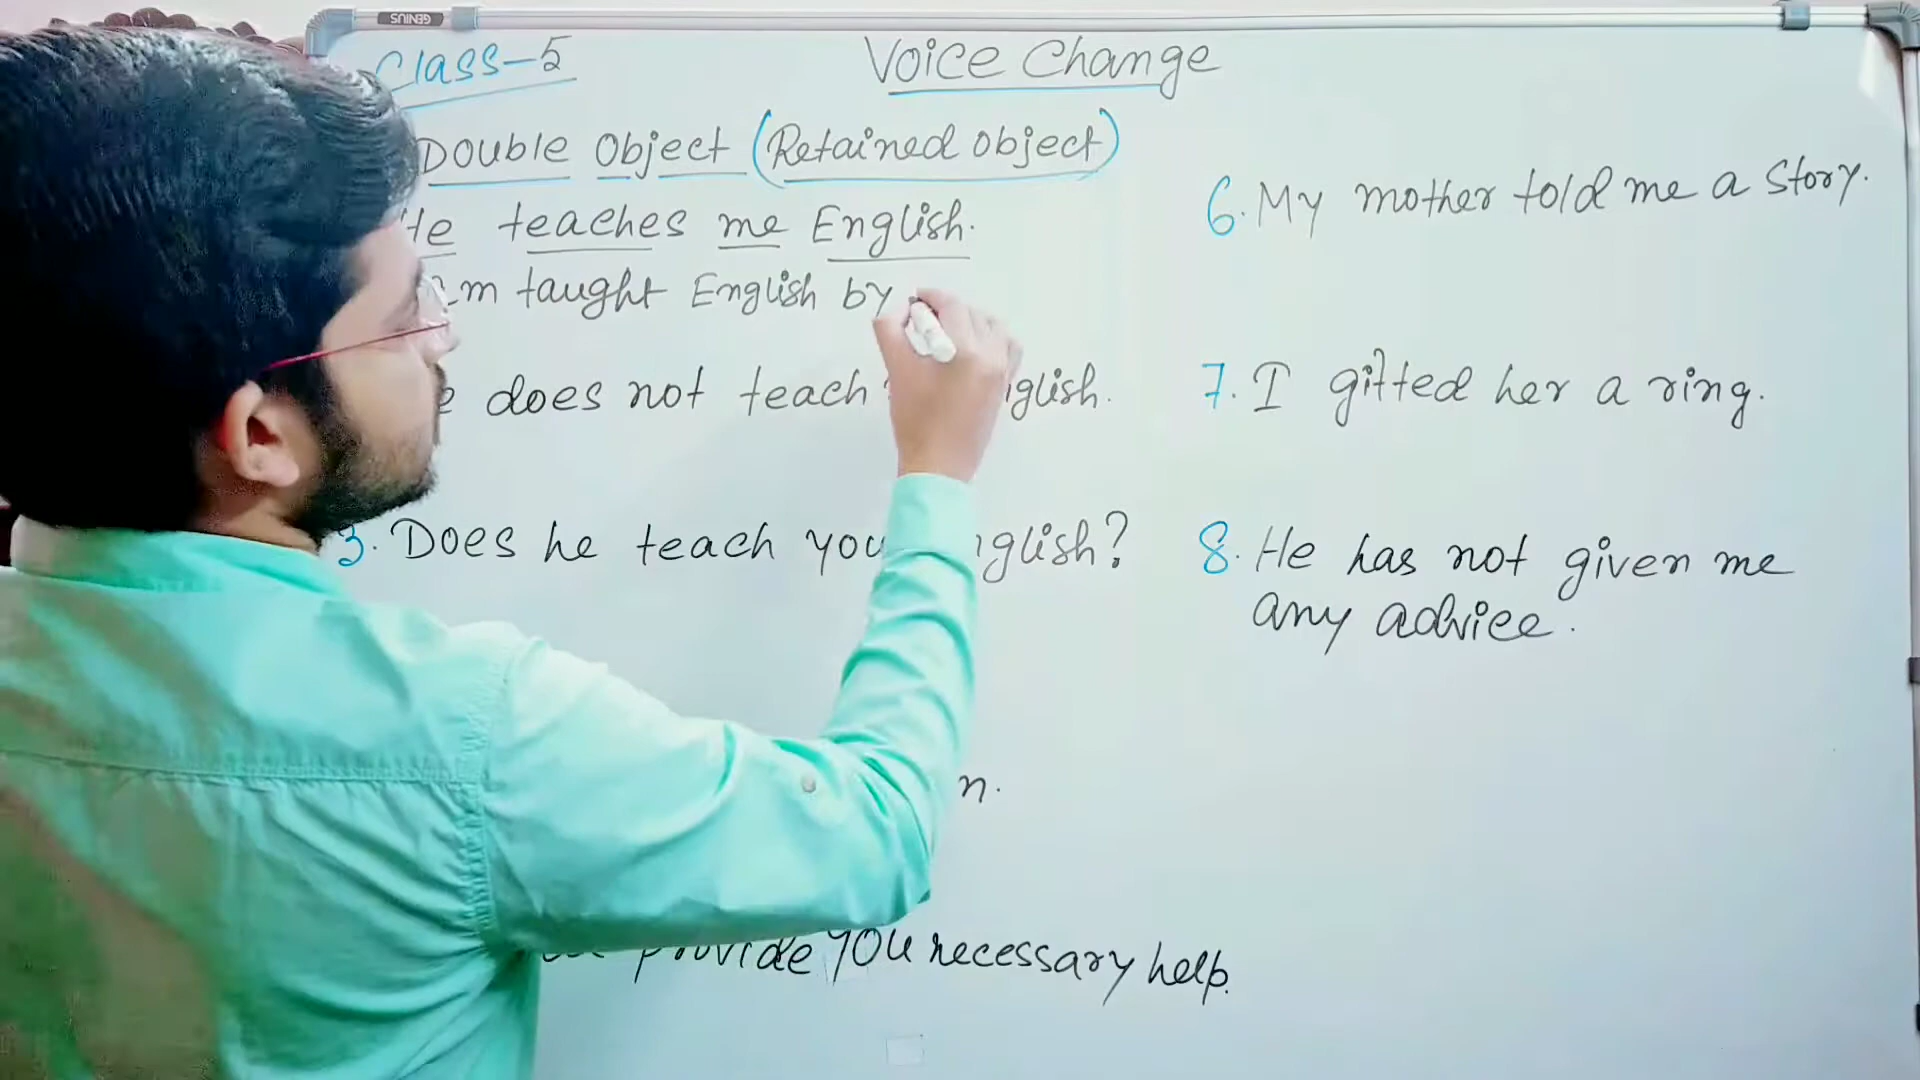 GENIUS
Class-5
Voice Change
Double Object (Retained object)
He teaches me English.
am taught English by
does not teach
3. Does he teach you
English?
n.
provide you necessary help.
6. My mother told me a story.
7. I gifted her a ring.
8. He has not given me
any advice.